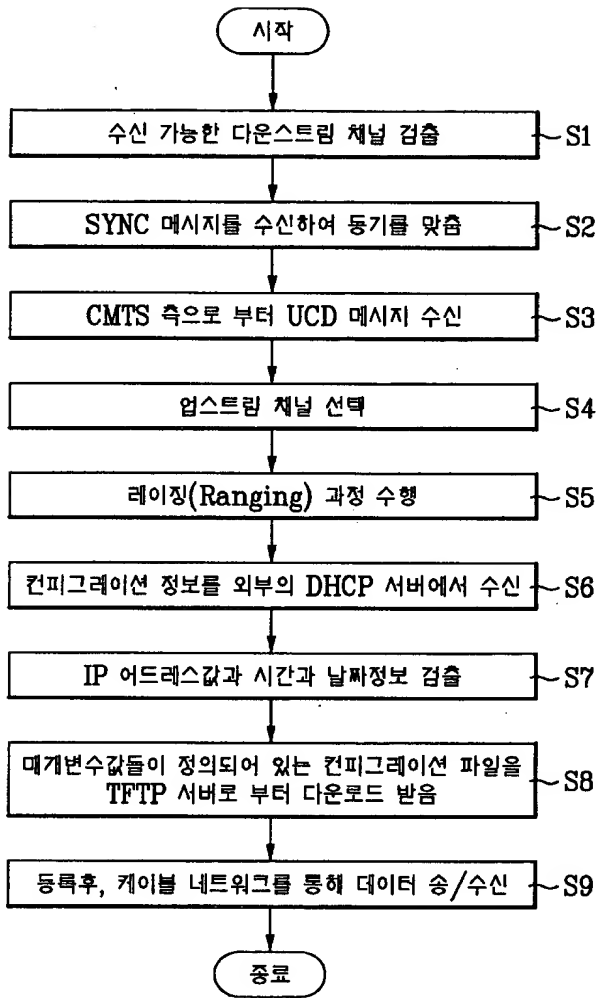 시작
수신 가능한 다운스트림 채널 검출
S1
SYNC 메시지를 수신하여 동기를 맞춤
S2
CMTS 측으로 부터 UCD 메시지 수신
S3
업스트림 채널 선택
S4
레이징(Ranging) 과정 수행
S5
컨피그레이션 정보를 외부의 DHCP 서버에서 수신
S6
IP 어드레스값과 시간과 날짜정보 검출
S7
매개변수값들이 정의되어 있는 컨피그레이션 파일을
TFTP 서버로 부터 다운로드 받음
S8
등록후, 케이블 네트워크를 통해 데이터 송/수신
S9
종료